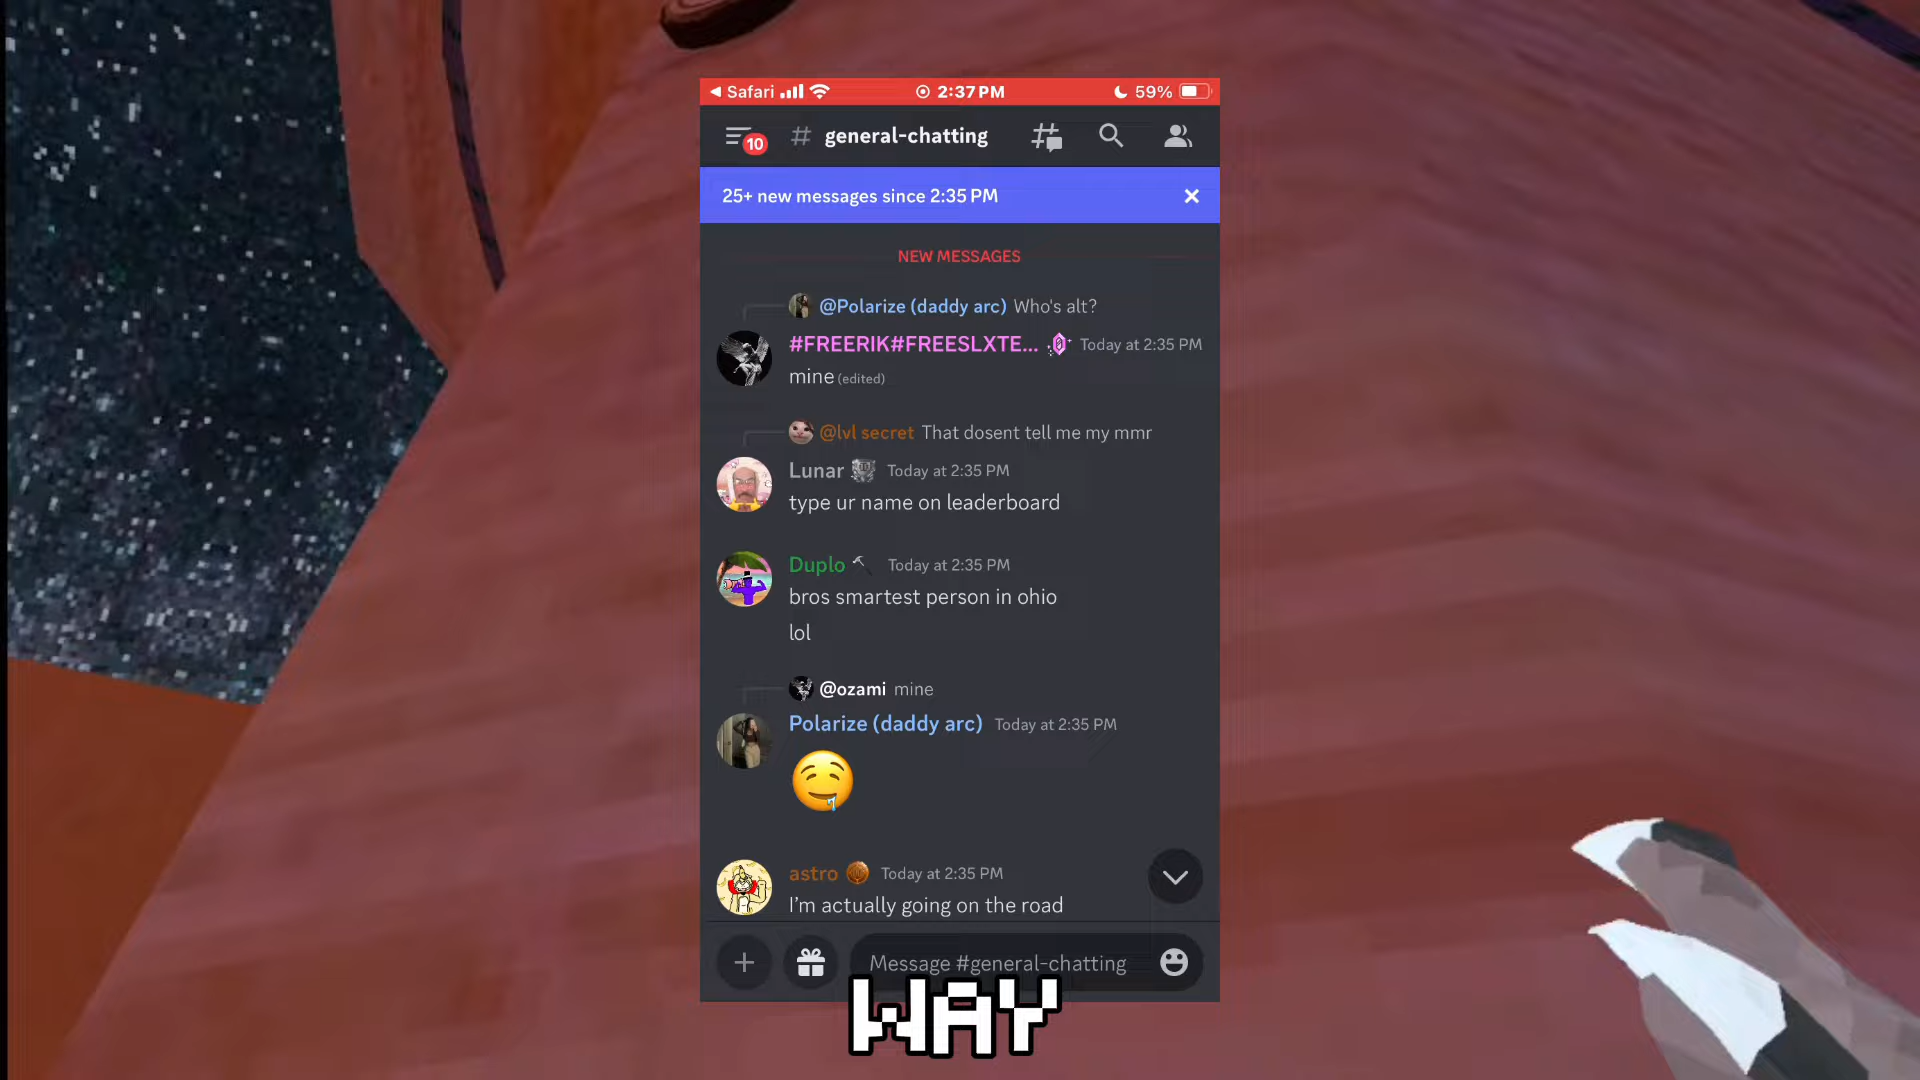 Safari 2:37 PM 59%
10 # general-chatting
25+ new messages since 2:35 PM
NEW MESSAGES
@Polarize (daddy arc) Who's alt?
#FREERIK#FREESLXTE... Today at 2:35 PM
mine (edited)
@lvl secret That dosent tell me my mmr
Lunar Today at 2:35 PM
type ur name on leaderboard
Duplo Today at 2:35 PM
bros smartest person in ohio
lol
@ozami mine
Polarize (daddy arc) Today at 2:35 PM
astro Today at 2:35 PM
I'm actually going on the road
Message #general-chatting
WAY